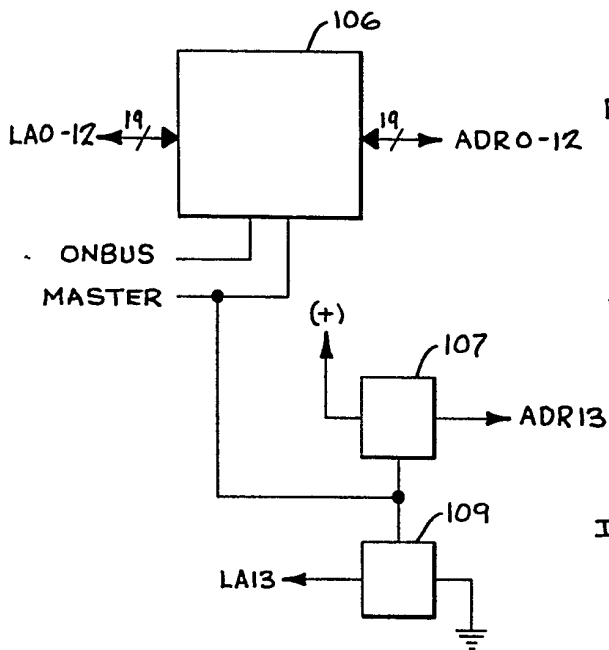 106
19
19
LA0-12
ADR0-12
ONBUS
MASTER
(+)
107
ADR13
109
LA13
I